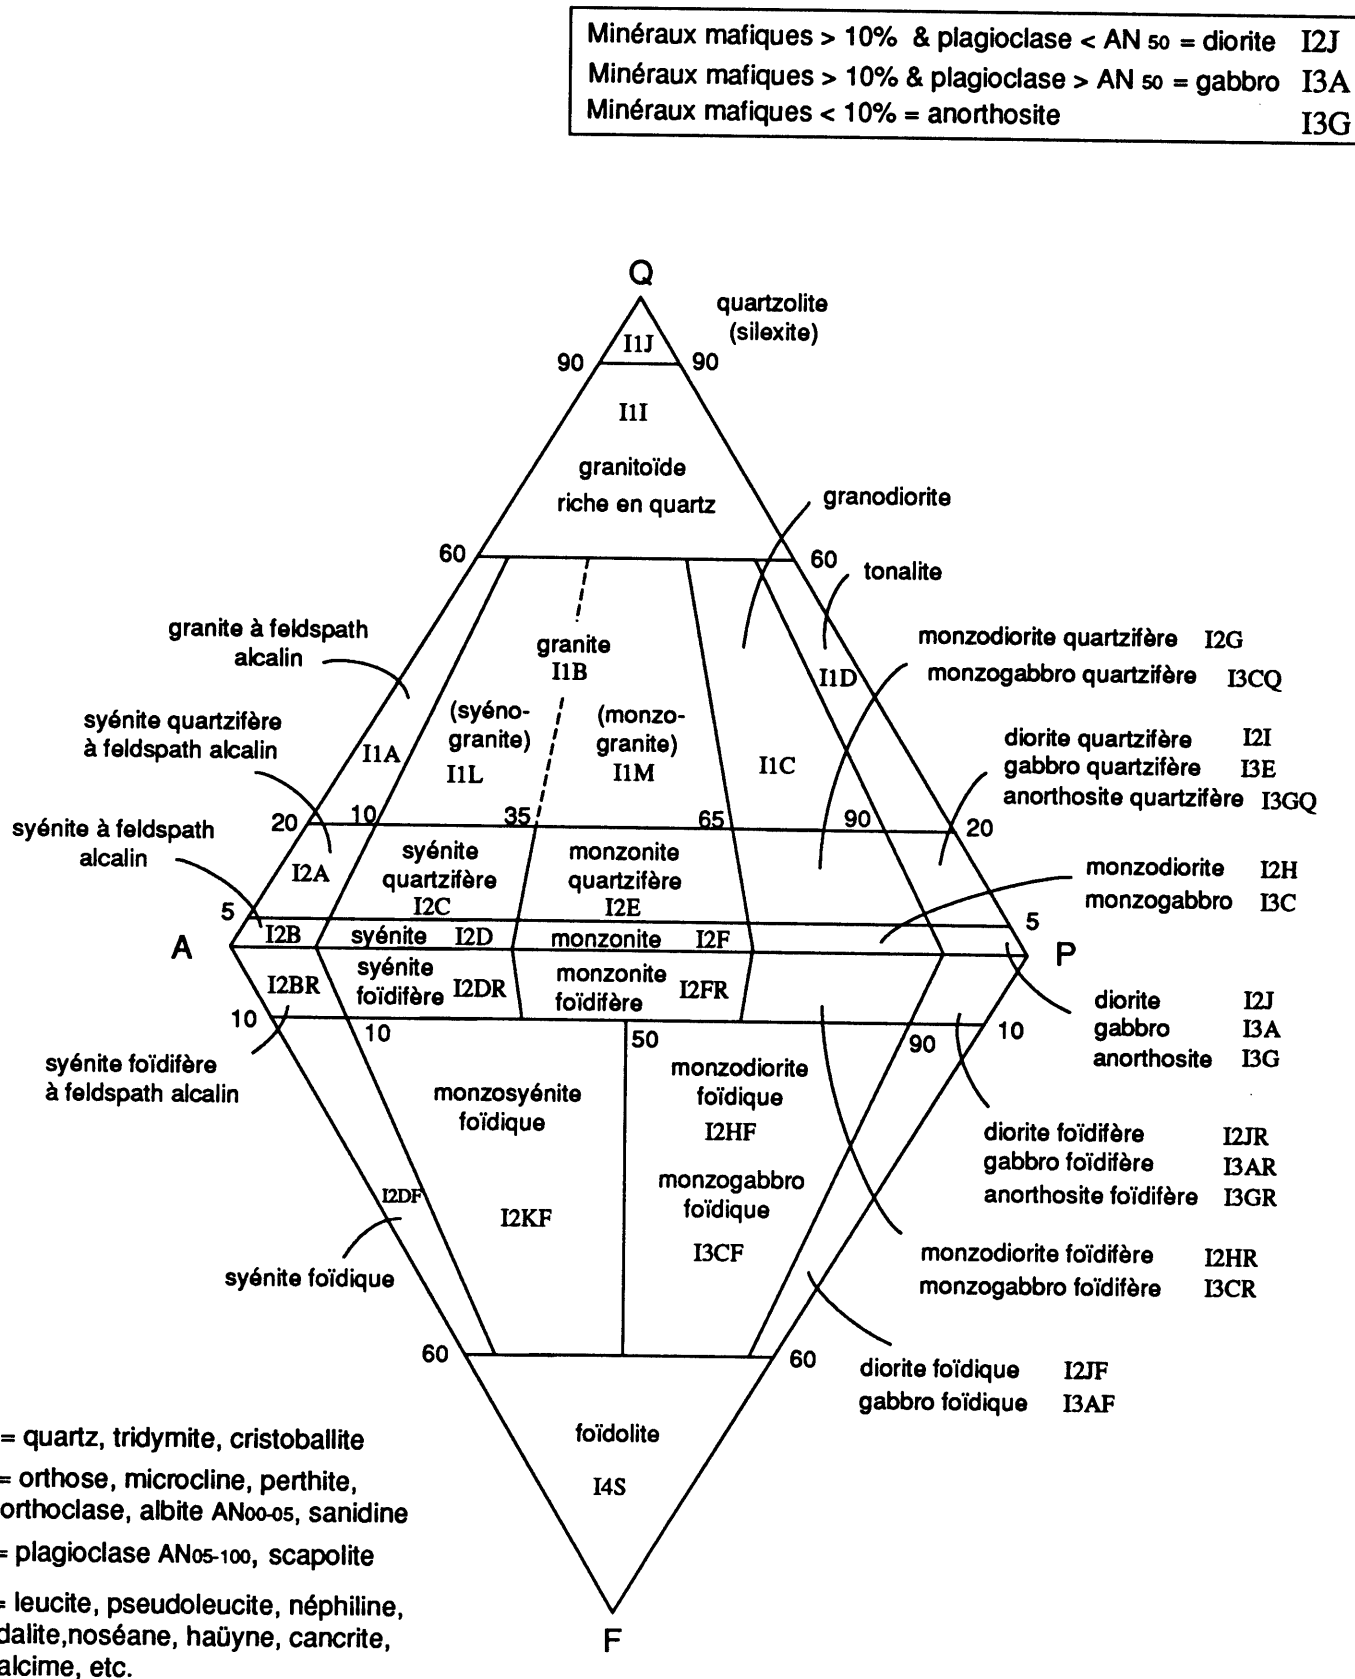 Minéraux mafiques > 10% & plagioclase < AN 50 = diorite I2J
Minéraux mafiques > 10% & plagioclase > AN 50 = gabbro I3A
Minéraux mafiques < 10% = anorthosite I3G
Q
quartzolite
(silexite)
I1J
90 90
I1I
granitoïde
riche en quartz
granodiorite
60 60
tonalite
granite à feldspath
alcalin
granite
I1B
I1D
monzodiorite quartzifère I2G
monzogabbro quartzifère I3CQ
syénite quartzifère
à feldspath alcalin
(syéno-
granite)
I1L
(monzo-
granite)
I1M
I1A
I1C
diorite quartzifère I2I
gabbro quartzifère I3E
anorthosite quartzifère I3GQ
20 10 35 65 90 20
syénite à feldspath
alcalin
I2A
syénite
quartzifère
I2C
monzonite
quartzifère
I2E
monzodiorite I2H
monzogabbro I3C
5 5
A I2B syénite I2D monzonite I2F P
I2BR
syénite
foïdifère I2DR
monzonite
foïdifère I2FR
diorite I2J
gabbro I3A
anorthosite I3G
10 10 50 90 10
syénite foïdifère
à feldspath alcalin
monzosyénite
foïdique
monzodiorite
foïdique
I2HF
diorite foïdifère I2JR
gabbro foïdifère I3AR
anorthosite foïdifère I3GR
monzogabbro
foïdique
I3CF
I2DF
I2KF
syénite foïdique
monzodiorite foïdifère I2HR
monzogabbro foïdifère I3CR
60 60
diorite foïdique I2JF
gabbro foïdique I3AF
foïdolite
I4S
= quartz, tridymite, cristoballite
= orthose, microcline, perthite,
orthoclase, albite AN00-05, sanidine
= plagioclase AN05-100, scapolite
= leucite, pseudoleucite, néphiline,
dalite,noséane, haüyne, cancrite,
alcime, etc.
F